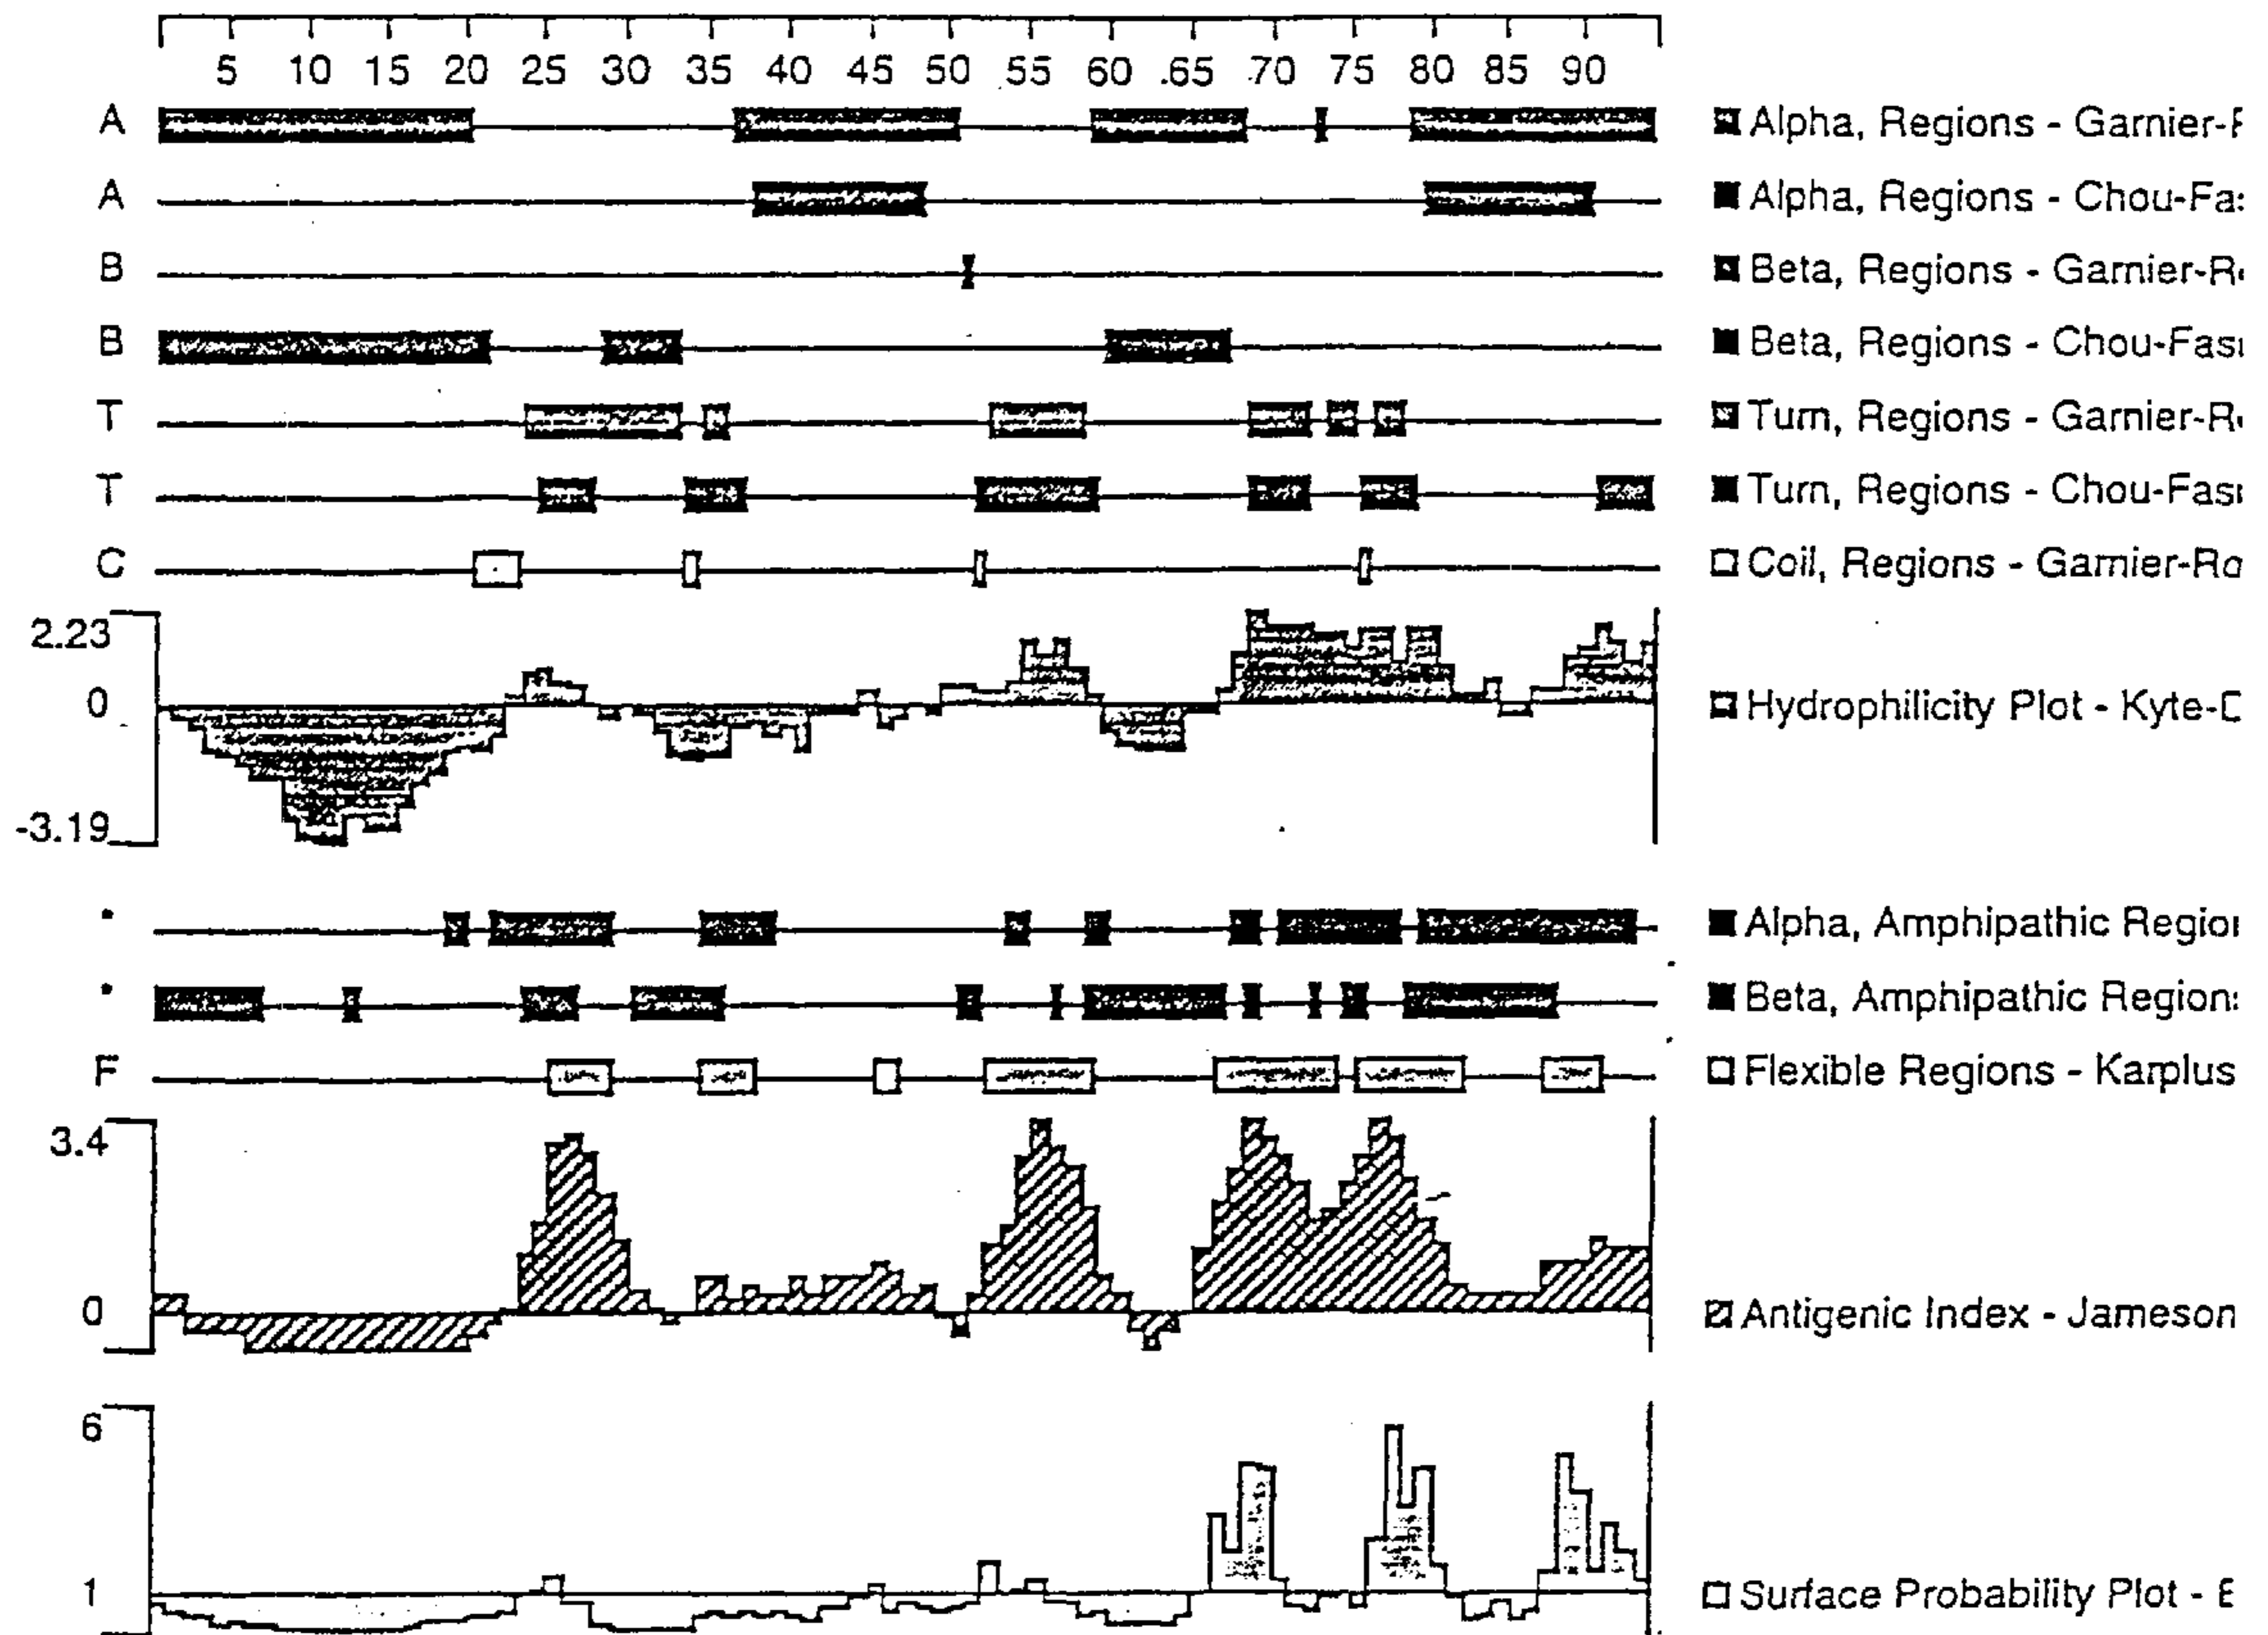 5 10 15 20 25 30 35 40 45 50 55 60 .65 70 75 80 85 90
A Alpha, Regions - Garnier-
A Alpha, Regions - Chou-Fa
B Beta, Regions - Garnier-R
B Beta, Regions - Chou-Fas
T Turn, Regions - Garnier-R
T Turn, Regions - Chou-Fas
C Coil, Regions - Garnier-Ro
2.23
0 Hydrophilicity Plot - Kyte-
-3.19
Alpha, Amphipathic Regio
Beta, Amphipathic Region
F Flexible Regions - Karplus
3.4
0 Antigenic Index - Jameson
6
1 Surface Probability Plot - E